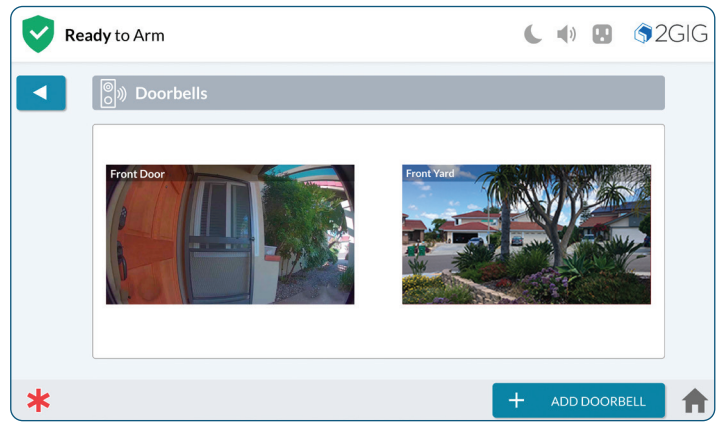 Ready to Arm
2GIG
Doorbells
Front Door
Front Yard
+ ADD DOORBELL